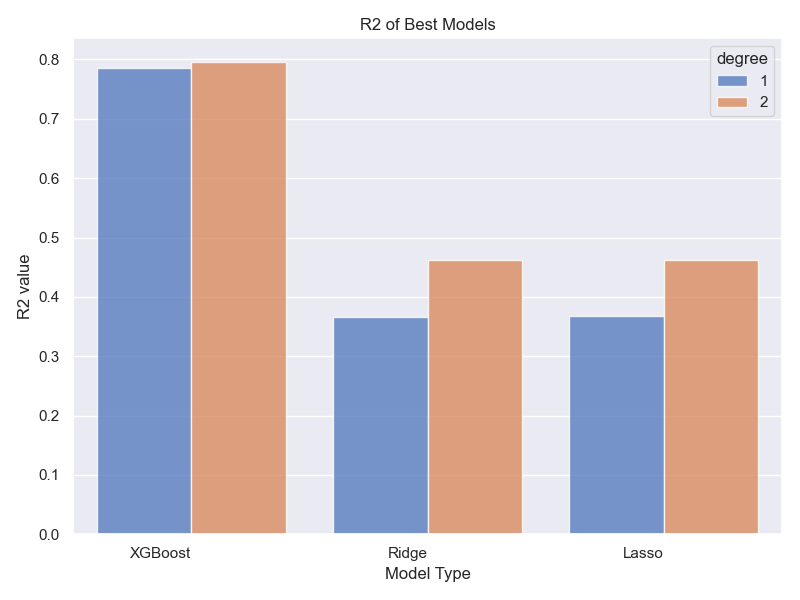 R2 of Best Models
degree
1
2
R2 value
0.8
0.7
0.6
0.5
0.4
0.3
0.2
0.1
0.0
XGBoost Ridge Lasso
Model Type